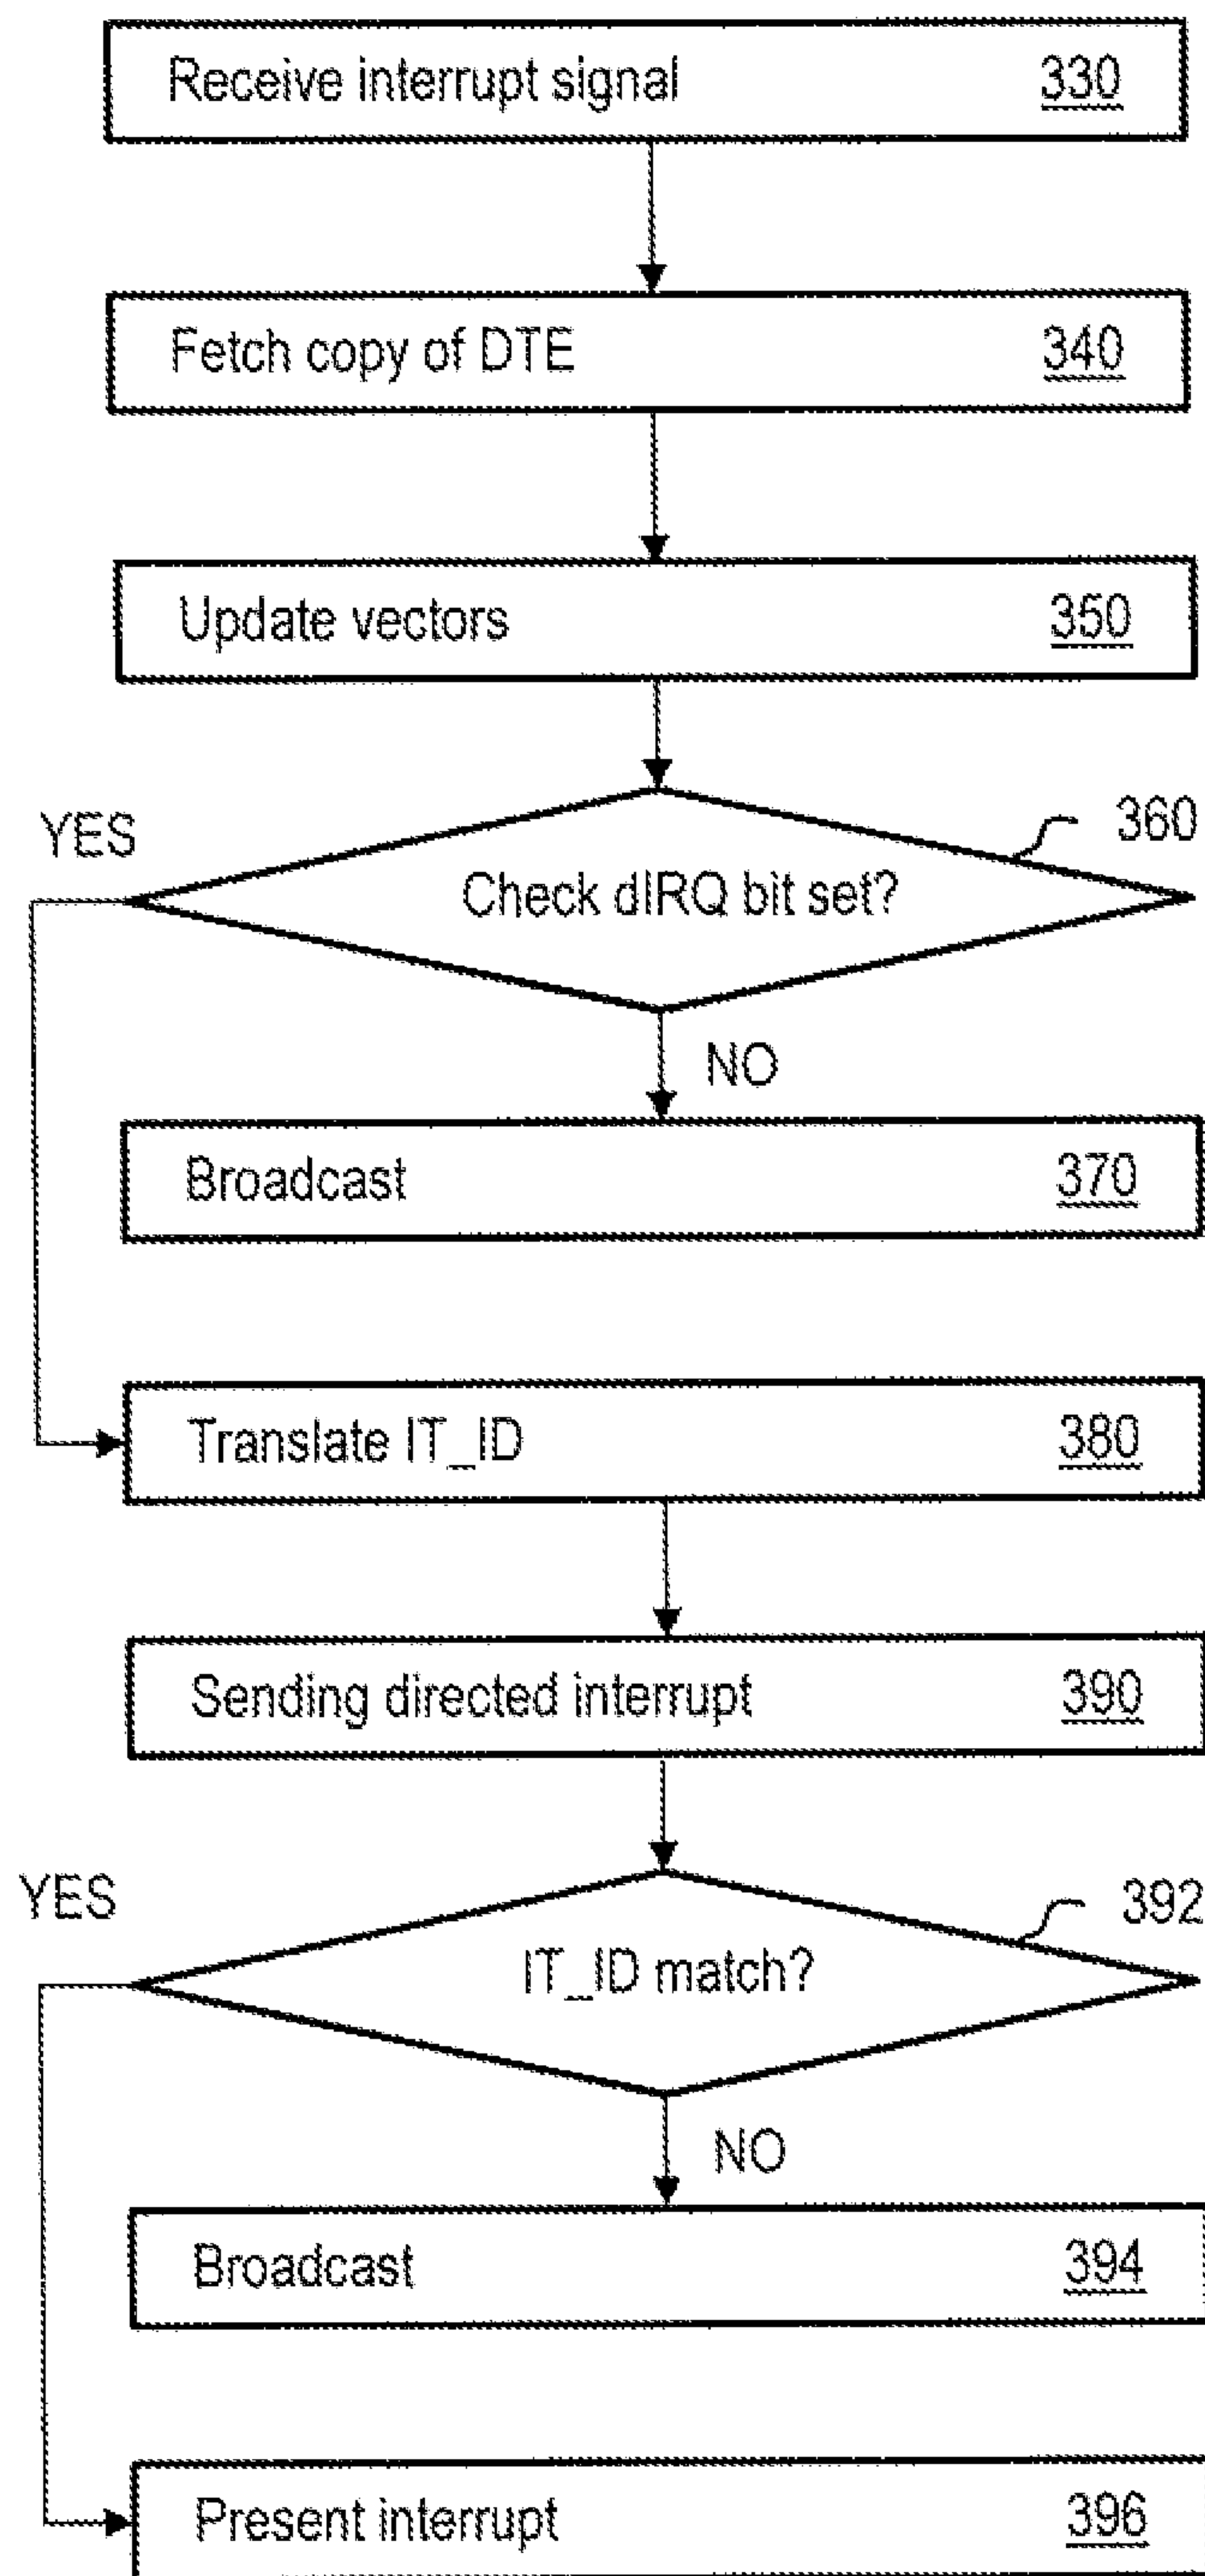 Receive interrupt signal 330
Fetch copy of DTE 340
Update vectors 350
YES
360
Check dIRQ bit set?
NO
Broadcast 370
Translate IT_ID 380
Sending directed interrupt 390
YES
392
IT_ID match?
NO
Broadcast 394
Present interrupt 396